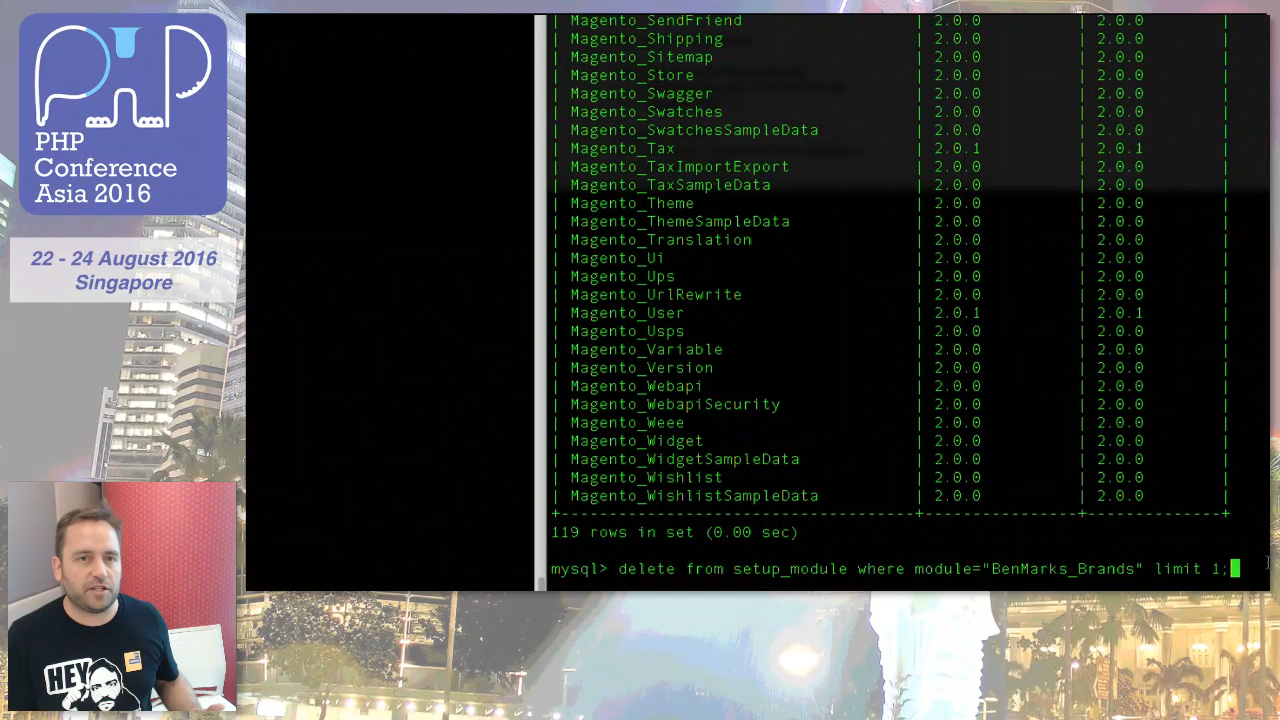 PHP
Conference
Asia 2016
22 - 24 August 2016
Singapore
HEY
| Magento_SendFriend | 2.0.0 | 2.0.0 |
| Magento_Shipping | 2.0.0 | 2.0.0 |
| Magento_Sitemap | 2.0.0 | 2.0.0 |
| Magento_Store | 2.0.0 | 2.0.0 |
| Magento_Swagger | 2.0.0 | 2.0.0 |
| Magento_Swatches | 2.0.0 | 2.0.0 |
| Magento_SwatchesSampleData | 2.0.0 | 2.0.0 |
| Magento_Tax | 2.0.1 | 2.0.1 |
| Magento_TaxImportExport | 2.0.0 | 2.0.0 |
| Magento_TaxSampleData | 2.0.0 | 2.0.0 |
| Magento_Theme | 2.0.0 | 2.0.0 |
| Magento_ThemeSampleData | 2.0.0 | 2.0.0 |
| Magento_Translation | 2.0.0 | 2.0.0 |
| Magento_Ui | 2.0.0 | 2.0.0 |
| Magento_Ups | 2.0.0 | 2.0.0 |
| Magento_UrlRewrite | 2.0.0 | 2.0.0 |
| Magento_User | 2.0.1 | 2.0.1 |
| Magento_Usps | 2.0.0 | 2.0.0 |
| Magento_Variable | 2.0.0 | 2.0.0 |
| Magento_Version | 2.0.0 | 2.0.0 |
| Magento_Webapi | 2.0.0 | 2.0.0 |
| Magento_WebapiSecurity | 2.0.0 | 2.0.0 |
| Magento_Weee | 2.0.0 | 2.0.0 |
| Magento_Widget | 2.0.0 | 2.0.0 |
| Magento_WidgetSampleData | 2.0.0 | 2.0.0 |
| Magento_Wishlist | 2.0.0 | 2.0.0 |
| Magento_WishlistSampleData | 2.0.0 | 2.0.0 |
119 rows in set (0.00 sec)
mysql> delete from setup_module where module="BenMarks_Brands" limit 1;